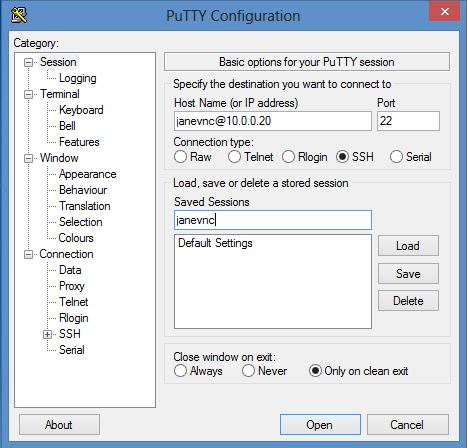 PuTTY Configuration
Category:
Session
Logging
Terminal
Keyboard
Bell
Features
Window
Appearance
Behaviour
Translation
Selection
Colours
Connection
Data
Proxy
Telnet
Rlogin
SSH
Serial
Basic options for your PuTTY session
Specify the destination you want to connect to
Host Name (or IP address) Port
janevnc@10.0.0.20 22
Connection type:
Raw Telnet Rlogin SSH Serial
Load, save or delete a stored session
Saved Sessions
janevnc
Default Settings
Load
Save
Delete
Close window on exit:
Always Never Only on clean exit
About Open Cancel